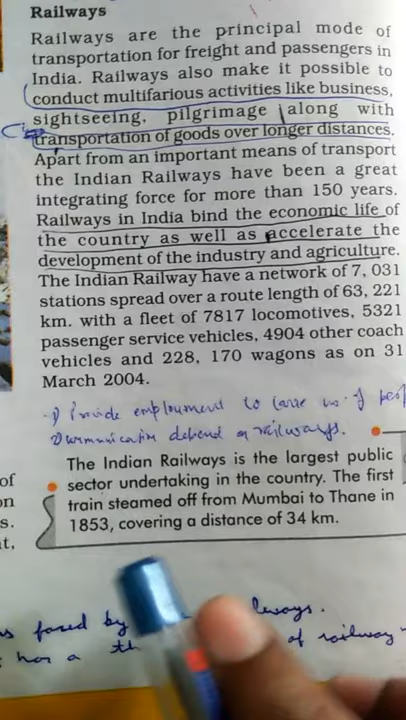 Railways
Railways are the principal mode of
transportation for freight and passengers in
India. Railways also make it possible to
conduct multifarious activities like business,
sightseeing, pilgrimage along with
transportation of goods over longer distances.
Apart from an important means of transport
the Indian Railways have been a great
integrating force for more than 150 years.
Railways in India bind the economic life of
the country as well as accelerate the
development of the industry and agriculture.
The Indian Railway have a network of 7, 031
stations spread over a route length of 63, 221
km. with a fleet of 7817 locomotives, 5321
passenger service vehicles, 4904 other coach
vehicles and 228, 170 wagons as on 31
March 2004.
1) Provide employment to large no. of
2) Communication depend on railways.
The Indian Railways is the largest public
sector undertaking in the country. The first
train steamed off from Mumbai to Thane in
1853, covering a distance of 34 km.
of
on
s.
t,
faced by
has a
of railway